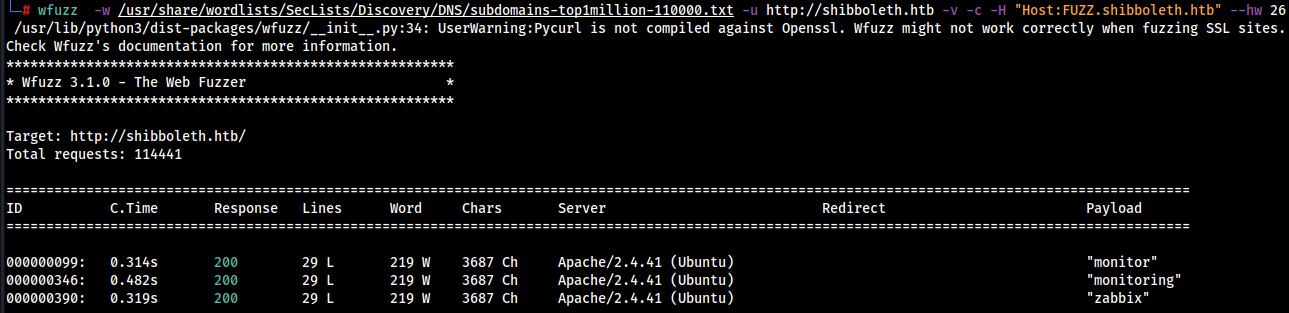 └─# wfuzz -w /usr/share/wordlists/SecLists/Discovery/DNS/subdomains-top1million-110000.txt -u http://shibboleth.htb -v -c -H "Host:FUZZ.shibboleth.htb" --hw 26
/usr/lib/python3/dist-packages/wfuzz/__init__.py:34: UserWarning:Pycurl is not compiled against Openssl. Wfuzz might not work correctly when fuzzing SSL sites.
Check Wfuzz's documentation for more information.
********************************************************
* Wfuzz 3.1.0 - The Web Fuzzer                         *
********************************************************
Target: http://shibboleth.htb/
Total requests: 114441
====================================================================================================================================================
ID           C.Time       Response   Lines      Word     Chars       Server                           Redirect                         Payload
====================================================================================================================================================
000000099:   0.314s       200        29 L       219 W    3687 Ch     Apache/2.4.41 (Ubuntu)                                            "monitor"
000000346:   0.482s       200        29 L       219 W    3687 Ch     Apache/2.4.41 (Ubuntu)                                            "monitoring"
000000390:   0.319s       200        29 L       219 W    3687 Ch     Apache/2.4.41 (Ubuntu)                                            "zabbix"